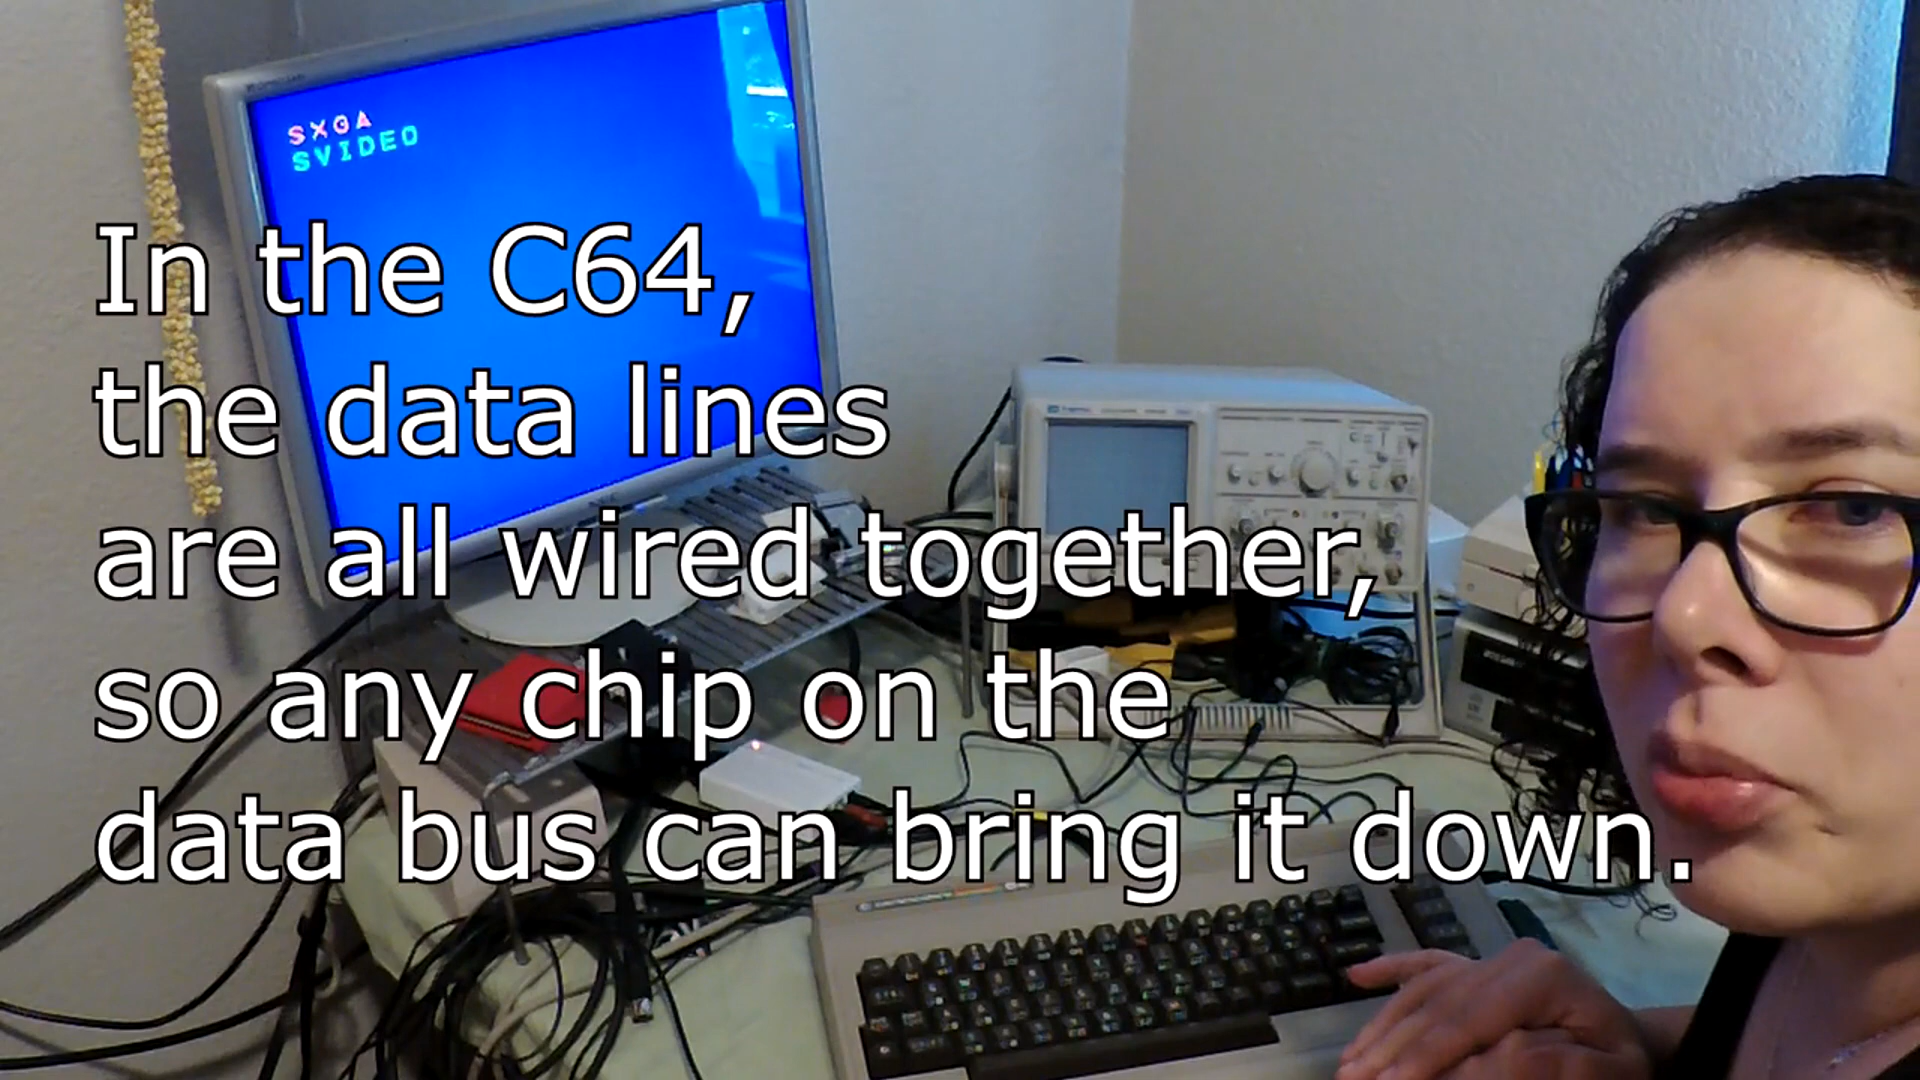 SXGA
SVIDEO
In the C64,
the data lines
are all wired together,
so any chip on the
data bus can bring it down.